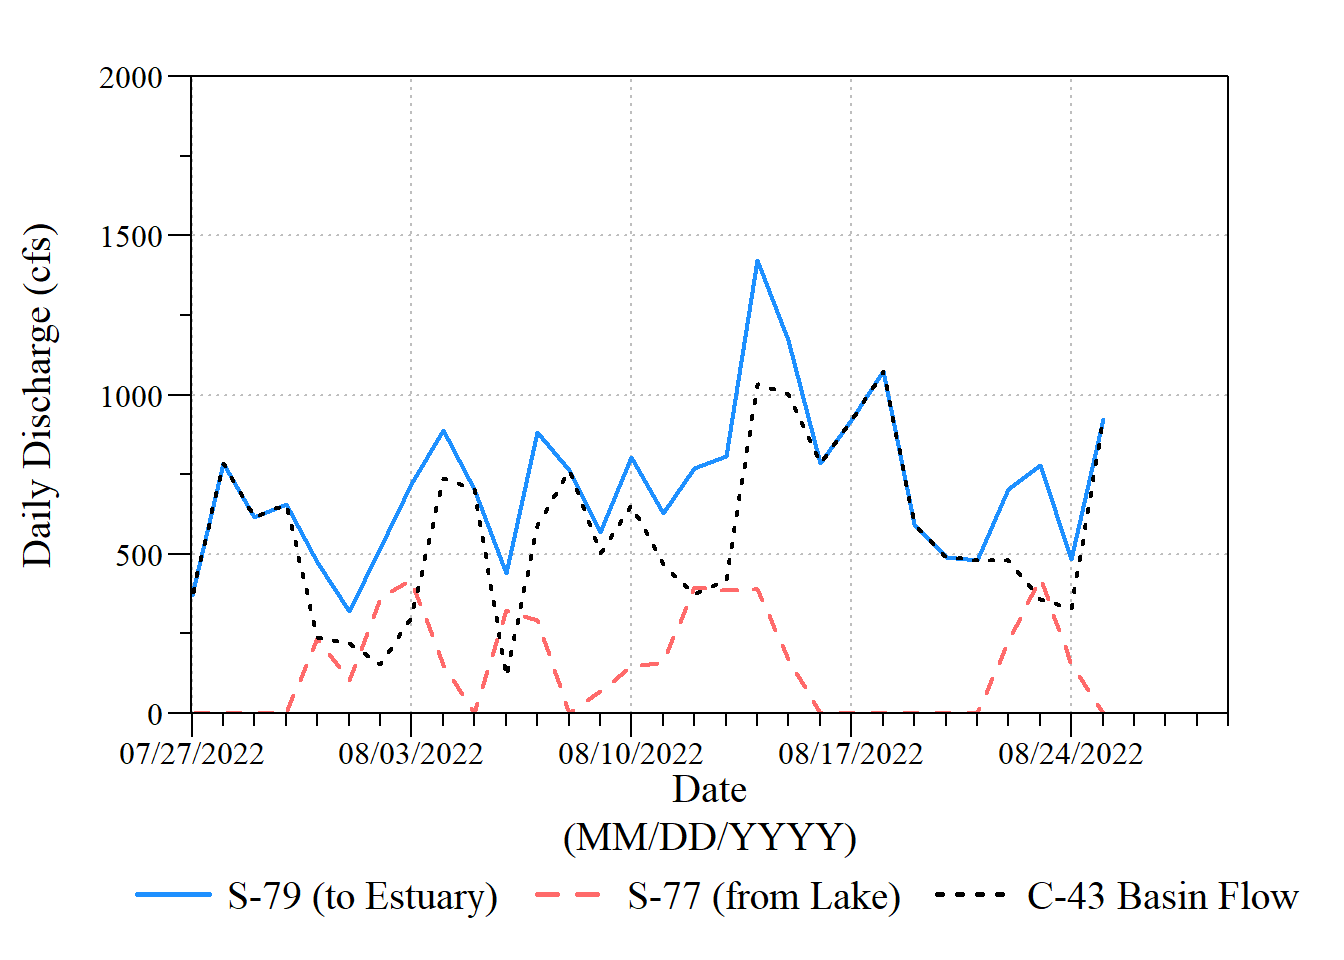 2000
1500
1000
500
0
Daily Discharge (cfs)
07/27/2022 08/03/2022 08/10/2022 08/17/2022 08/24/2022
Date
(MM/DD/YYYY)
S-79 (to Estuary) S-77 (from Lake) C-43 Basin Flow